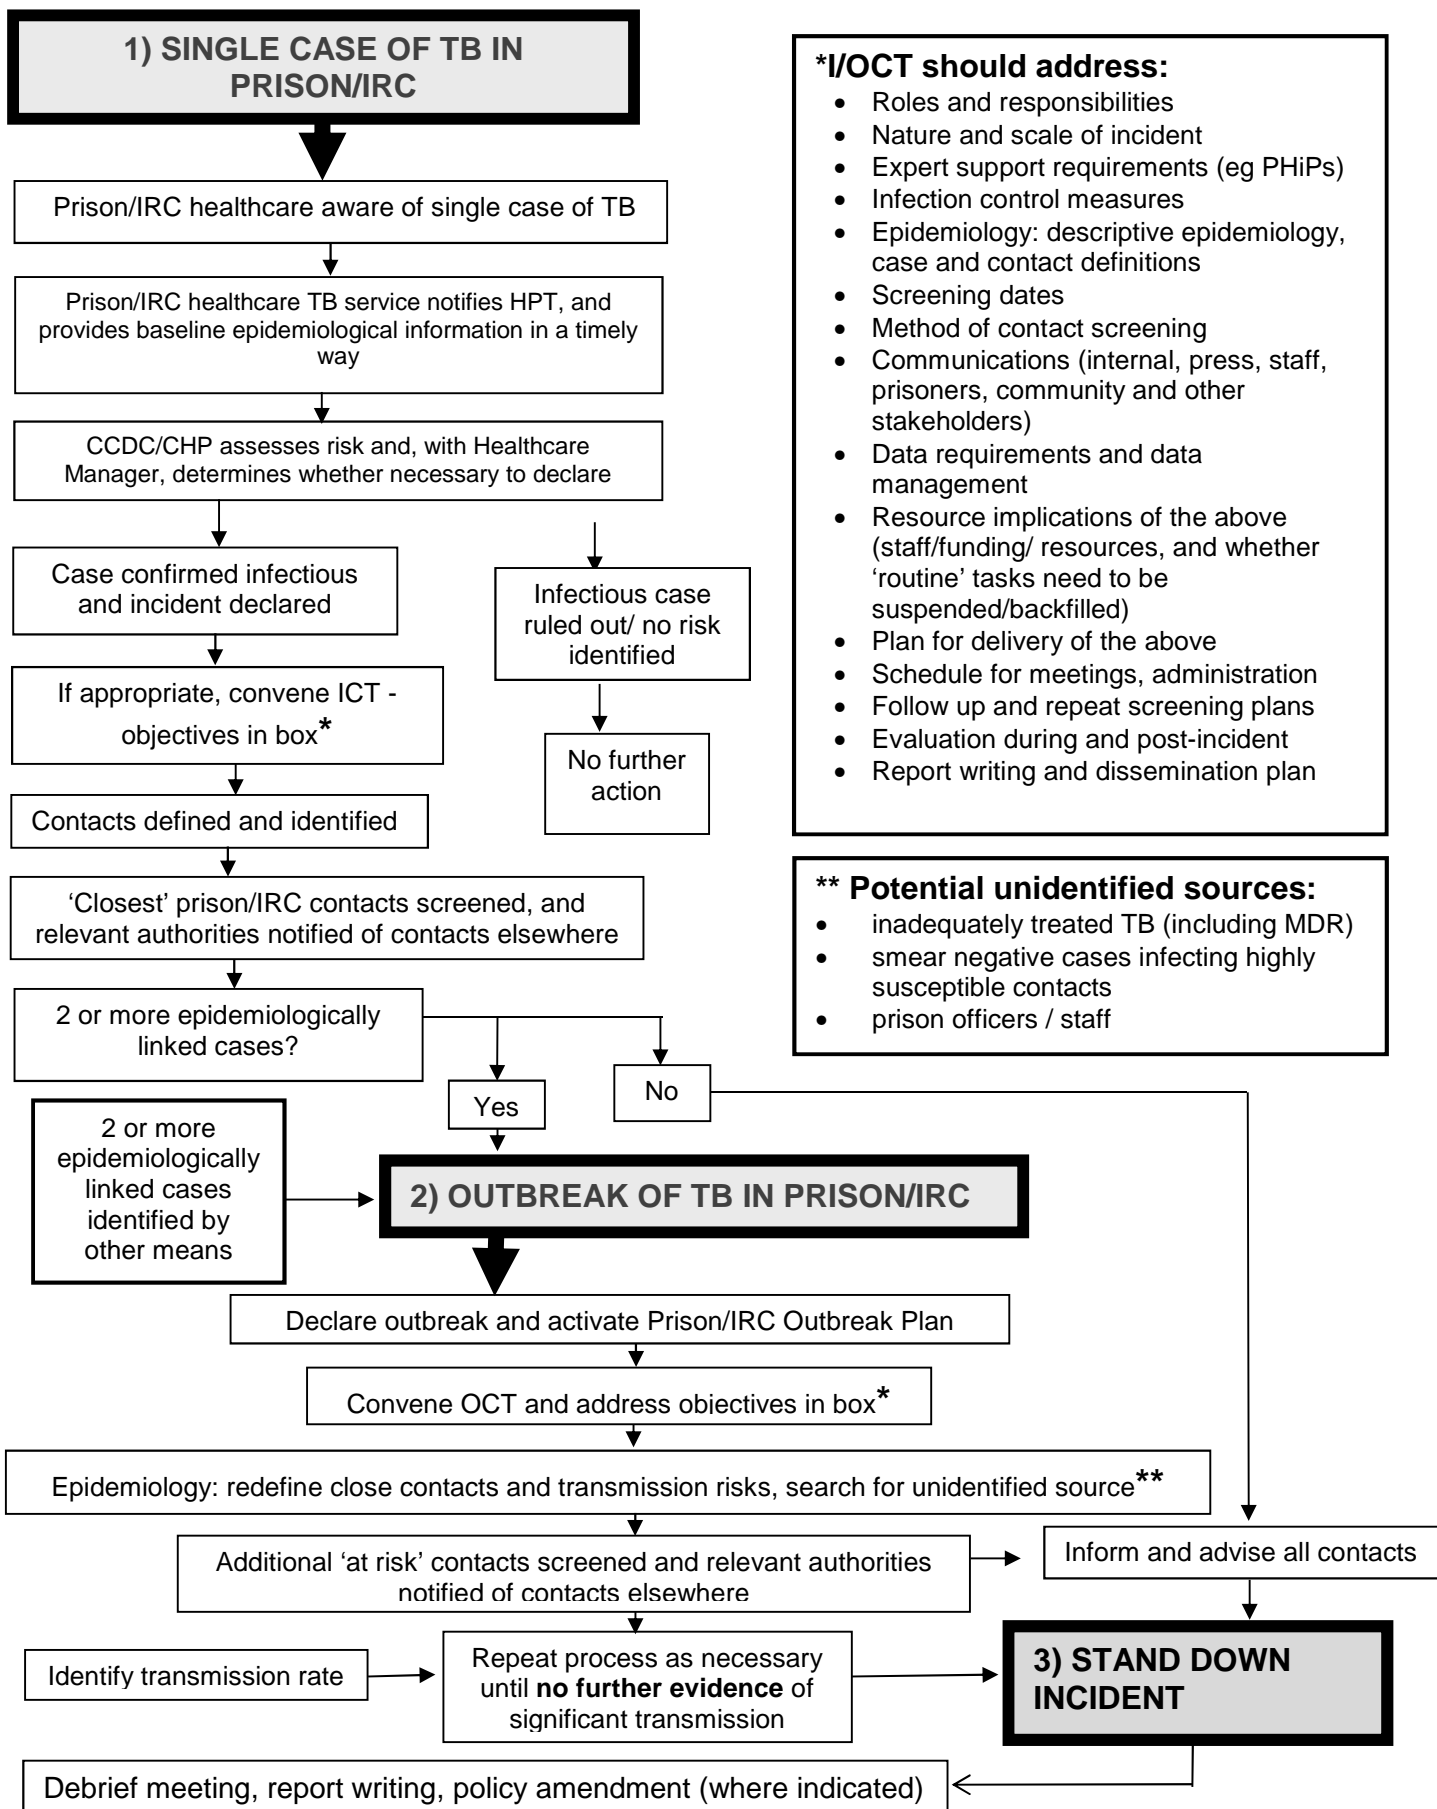 1) SINGLE CASE OF TB IN
PRISON/IRC
Prison/IRC healthcare aware of single case of TB
Prison/IRC healthcare TB service notifies HPT, and
provides baseline epidemiological information in a timely
way
CCDC/CHP assesses risk and, with Healthcare
Manager, determines whether necessary to declare
Case confirmed infectious
and incident declared
Infectious case
ruled out/ no risk
identified
If appropriate, convene ICT -
objectives in box*
No further
action
Contacts defined and identified
‘Closest’ prison/IRC contacts screened, and
relevant authorities notified of contacts elsewhere
2 or more epidemiologically
linked cases?
Yes
No
2 or more
epidemiologically
linked cases
identified by
other means
*I/OCT should address:
• Roles and responsibilities
• Nature and scale of incident
• Expert support requirements (eg PHiPs)
• Infection control measures
• Epidemiology: descriptive epidemiology,
case and contact definitions
• Screening dates
• Method of contact screening
• Communications (internal, press, staff,
prisoners, community and other
stakeholders)
• Data requirements and data
management
• Resource implications of the above
(staff/funding/ resources, and whether
‘routine’ tasks need to be
suspended/backfilled)
• Plan for delivery of the above
• Schedule for meetings, administration
• Follow up and repeat screening plans
• Evaluation during and post-incident
• Report writing and dissemination plan
** Potential unidentified sources:
• inadequately treated TB (including MDR)
• smear negative cases infecting highly
susceptible contacts
• prison officers / staff
2) OUTBREAK OF TB IN PRISON/IRC
Declare outbreak and activate Prison/IRC Outbreak Plan
Convene OCT and address objectives in box*
Epidemiology: redefine close contacts and transmission risks, search for unidentified source**
Additional ‘at risk’ contacts screened and relevant authorities
notified of contacts elsewhere
Inform and advise all contacts
Identify transmission rate
Repeat process as necessary
until no further evidence of
significant transmission
3) STAND DOWN
INCIDENT
Debrief meeting, report writing, policy amendment (where indicated)